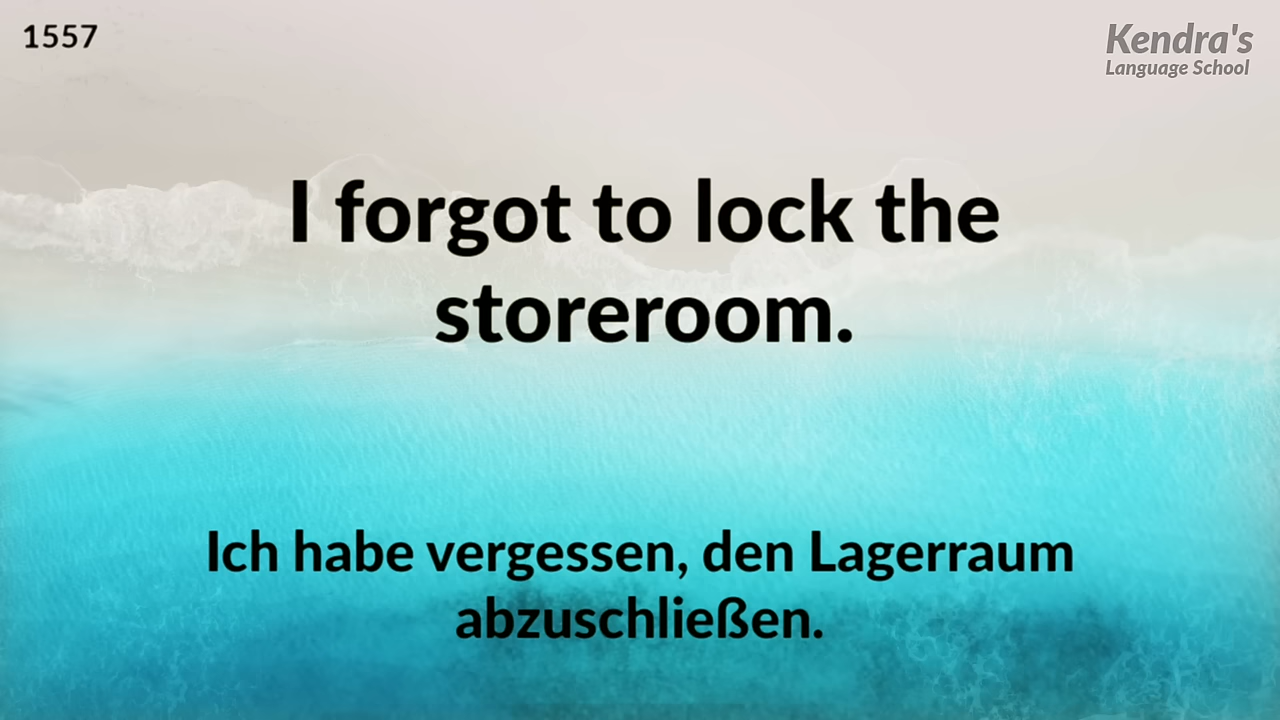 1557
Kendra's
Language School
I forgot to lock the
storeroom.
Ich habe vergessen, den Lagerraum
abzuschließen.